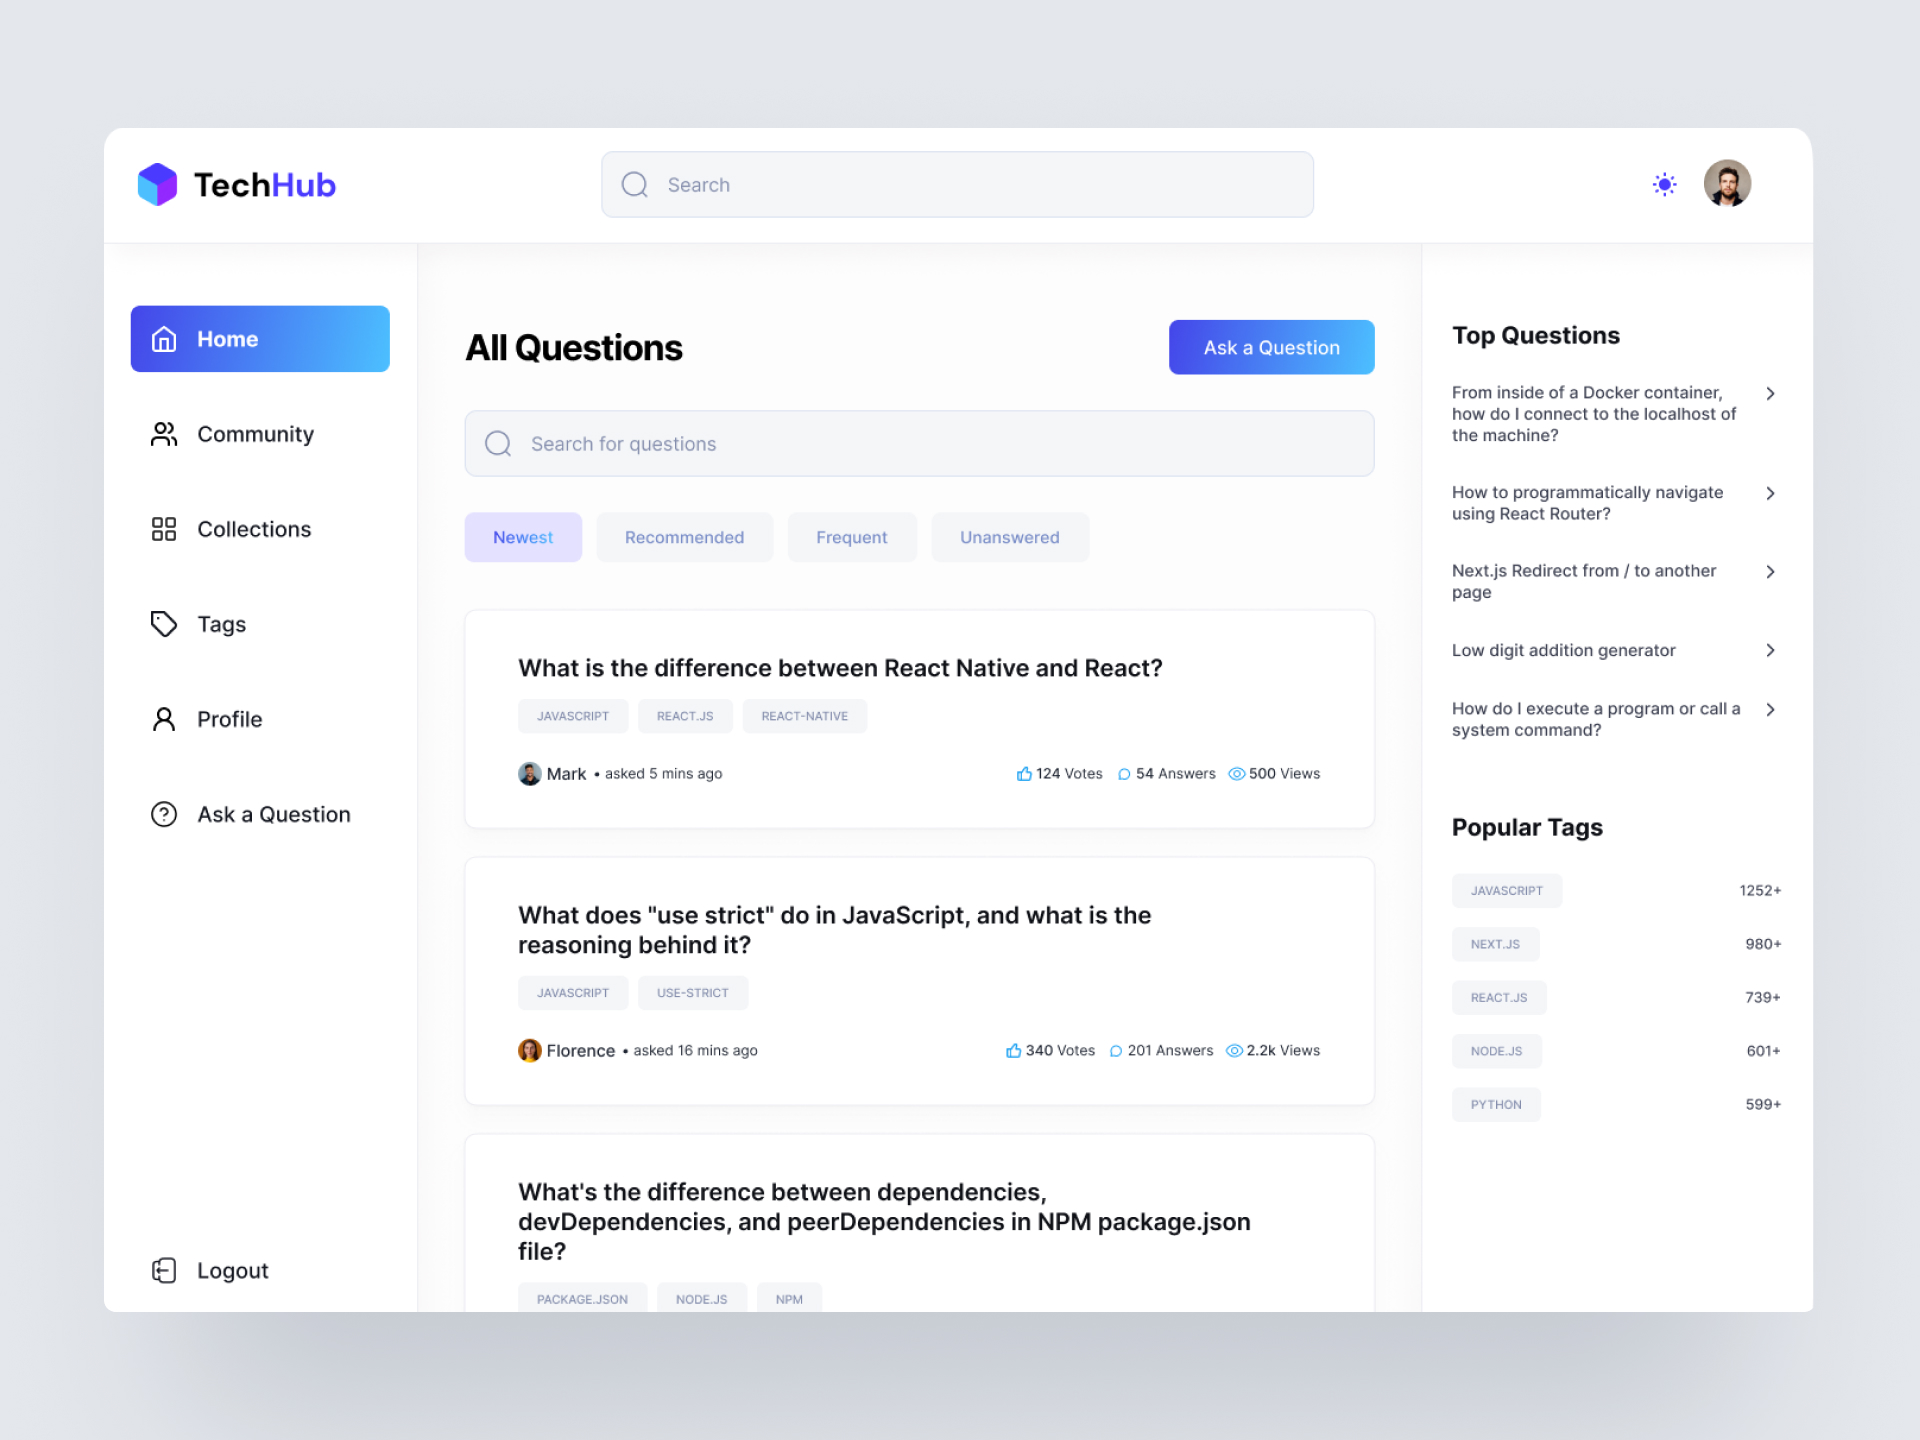 TechHub
Search
Home
Community
Collections
Tags
Profile
Ask a Question
Logout
All Questions
Ask a Question
Search for questions
Newest
Recommended
Frequent
Unanswered
What is the difference between React Native and React?
JAVASCRIPT
REACT.JS
REACT-NATIVE
Mark • asked 5 mins ago
124 Votes
54 Answers
500 Views
What does "use strict" do in JavaScript, and what is the
reasoning behind it?
JAVASCRIPT
USE-STRICT
Florence • asked 16 mins ago
340 Votes
201 Answers
2.2k Views
What's the difference between dependencies,
devDependencies, and peerDependencies in NPM package.json
file?
PACKAGE.JSON
NODE.JS
NPM
Top Questions
From inside of a Docker container,
how do I connect to the localhost of
the machine?
How to programmatically navigate
using React Router?
Next.js Redirect from / to another
page
Low digit addition generator
How do I execute a program or call a
system command?
Popular Tags
JAVASCRIPT 1252+
NEXT.JS 980+
REACT.JS 739+
NODE.JS 601+
PYTHON 599+